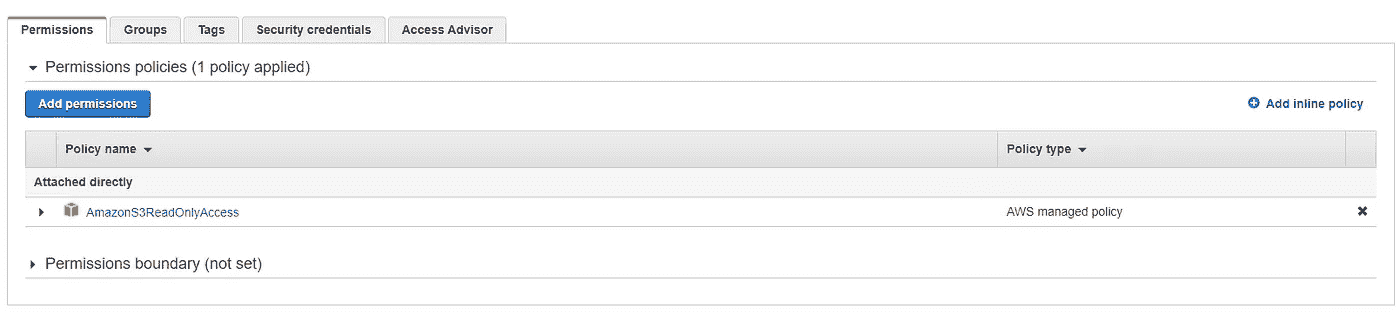 Permissions Groups Tags Security credentials Access Advisor
Permissions policies (1 policy applied)
Add permissions Add inline policy
Policy name Policy type
Attached directly
AmazonS3ReadOnlyAccess AWS managed policy
Permissions boundary (not set)